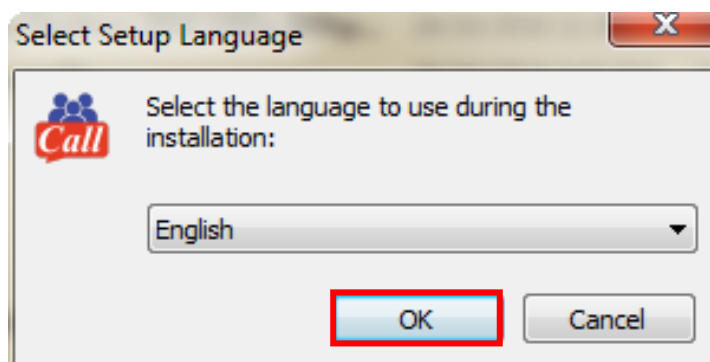 Select Setup Language
Call
Select the language to use during the
installation:
English
OK
Cancel